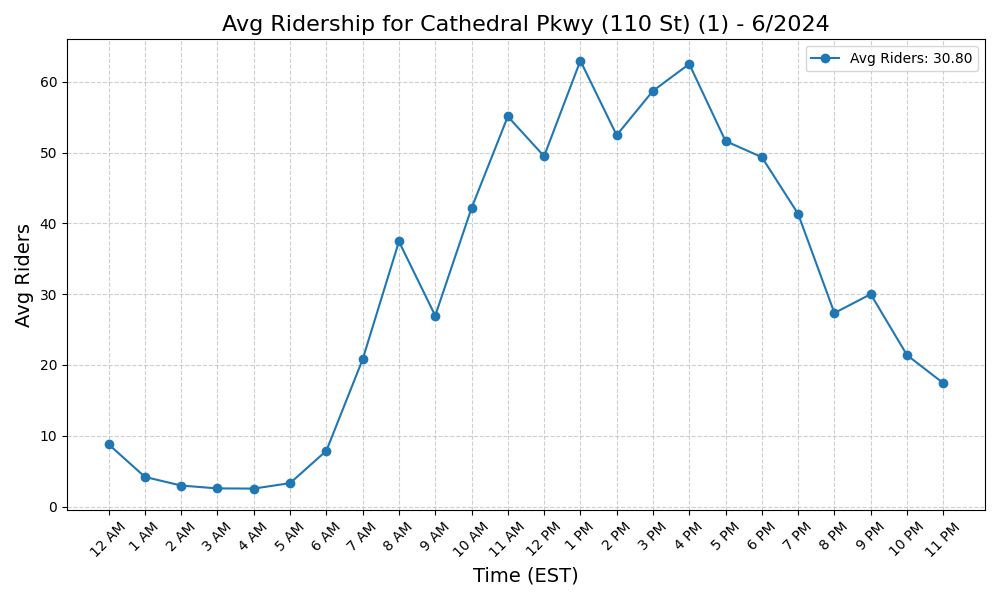 Avg Ridership for Cathedral Pkwy (110 St) (1) - 6/2024
Avg Riders: 30.80
Avg Riders
60
50
40
30
20
10
0
12 AM
1 AM
2 AM
3 AM
4 AM
5 AM
6 AM
7 AM
8 AM
9 AM
10 AM
11 AM
12 PM
1 PM
2 PM
3 PM
4 PM
5 PM
6 PM
7 PM
8 PM
9 PM
10 PM
11 PM
Time (EST)